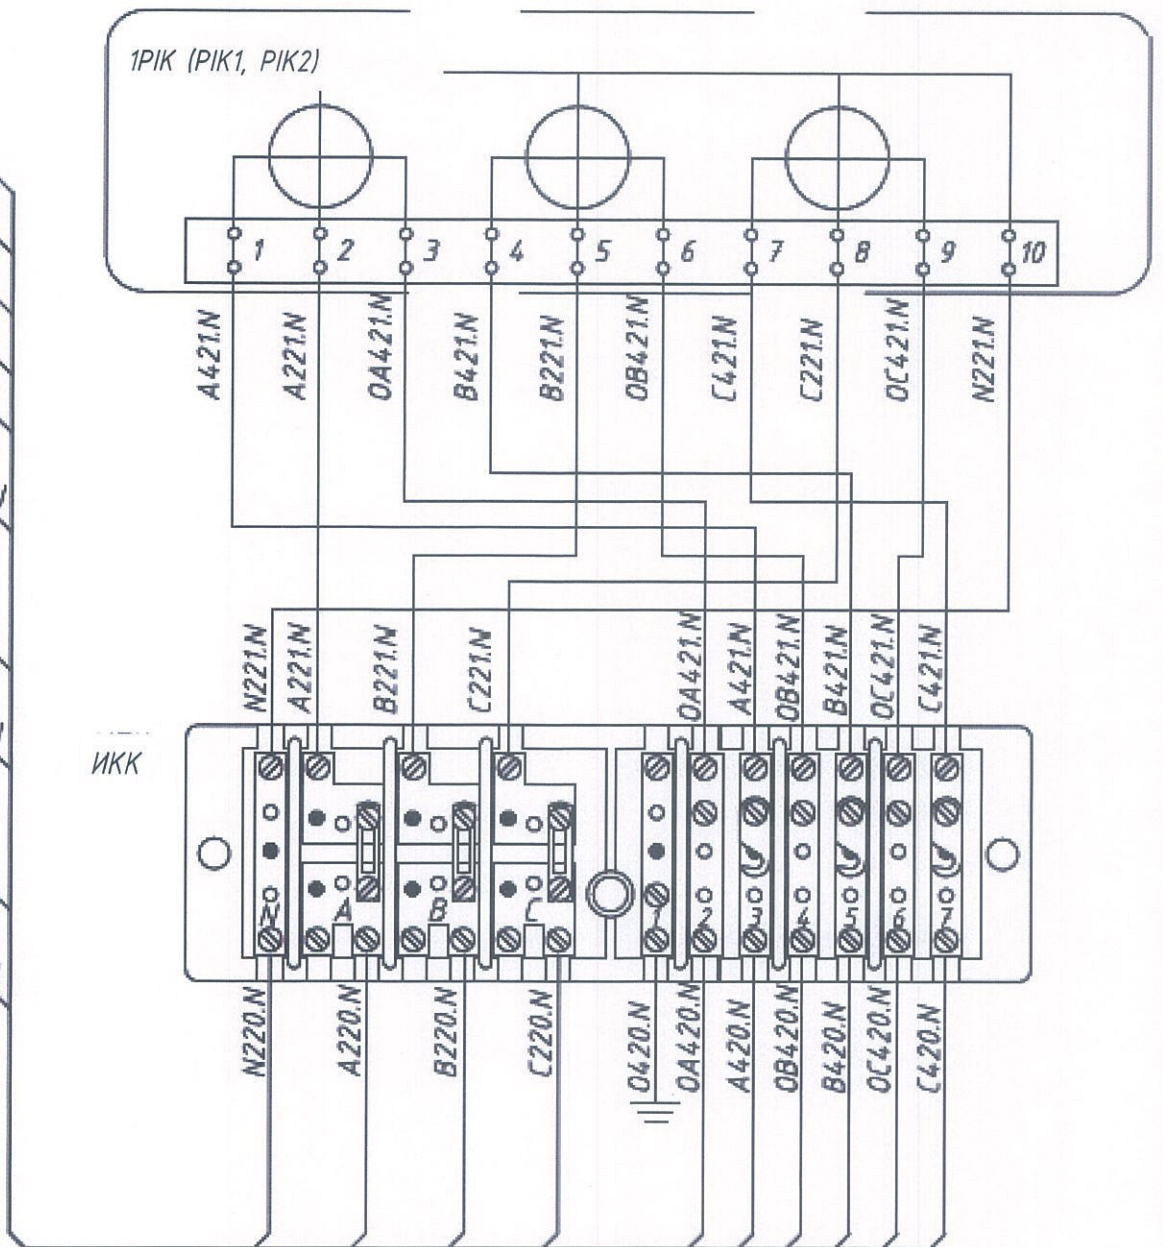 1PIK (PIK1, PIK2)
1 2 3 4 5 6 7 8 9 10
A421.N A221.N OA421.N B421.N B221.N OB421.N C421.N C221.N OC421.N N221.N
N221.N A221.N B221.N C221.N OA421.N A421.N OB421.N B421.N OC421.N C421.N
ИКК
N A B C 1 2 3 4 5 6 7
N220.N A220.N B220.N C220.N O420.N OA420.N A420.N OB420.N B420.N OC420.N C420.N